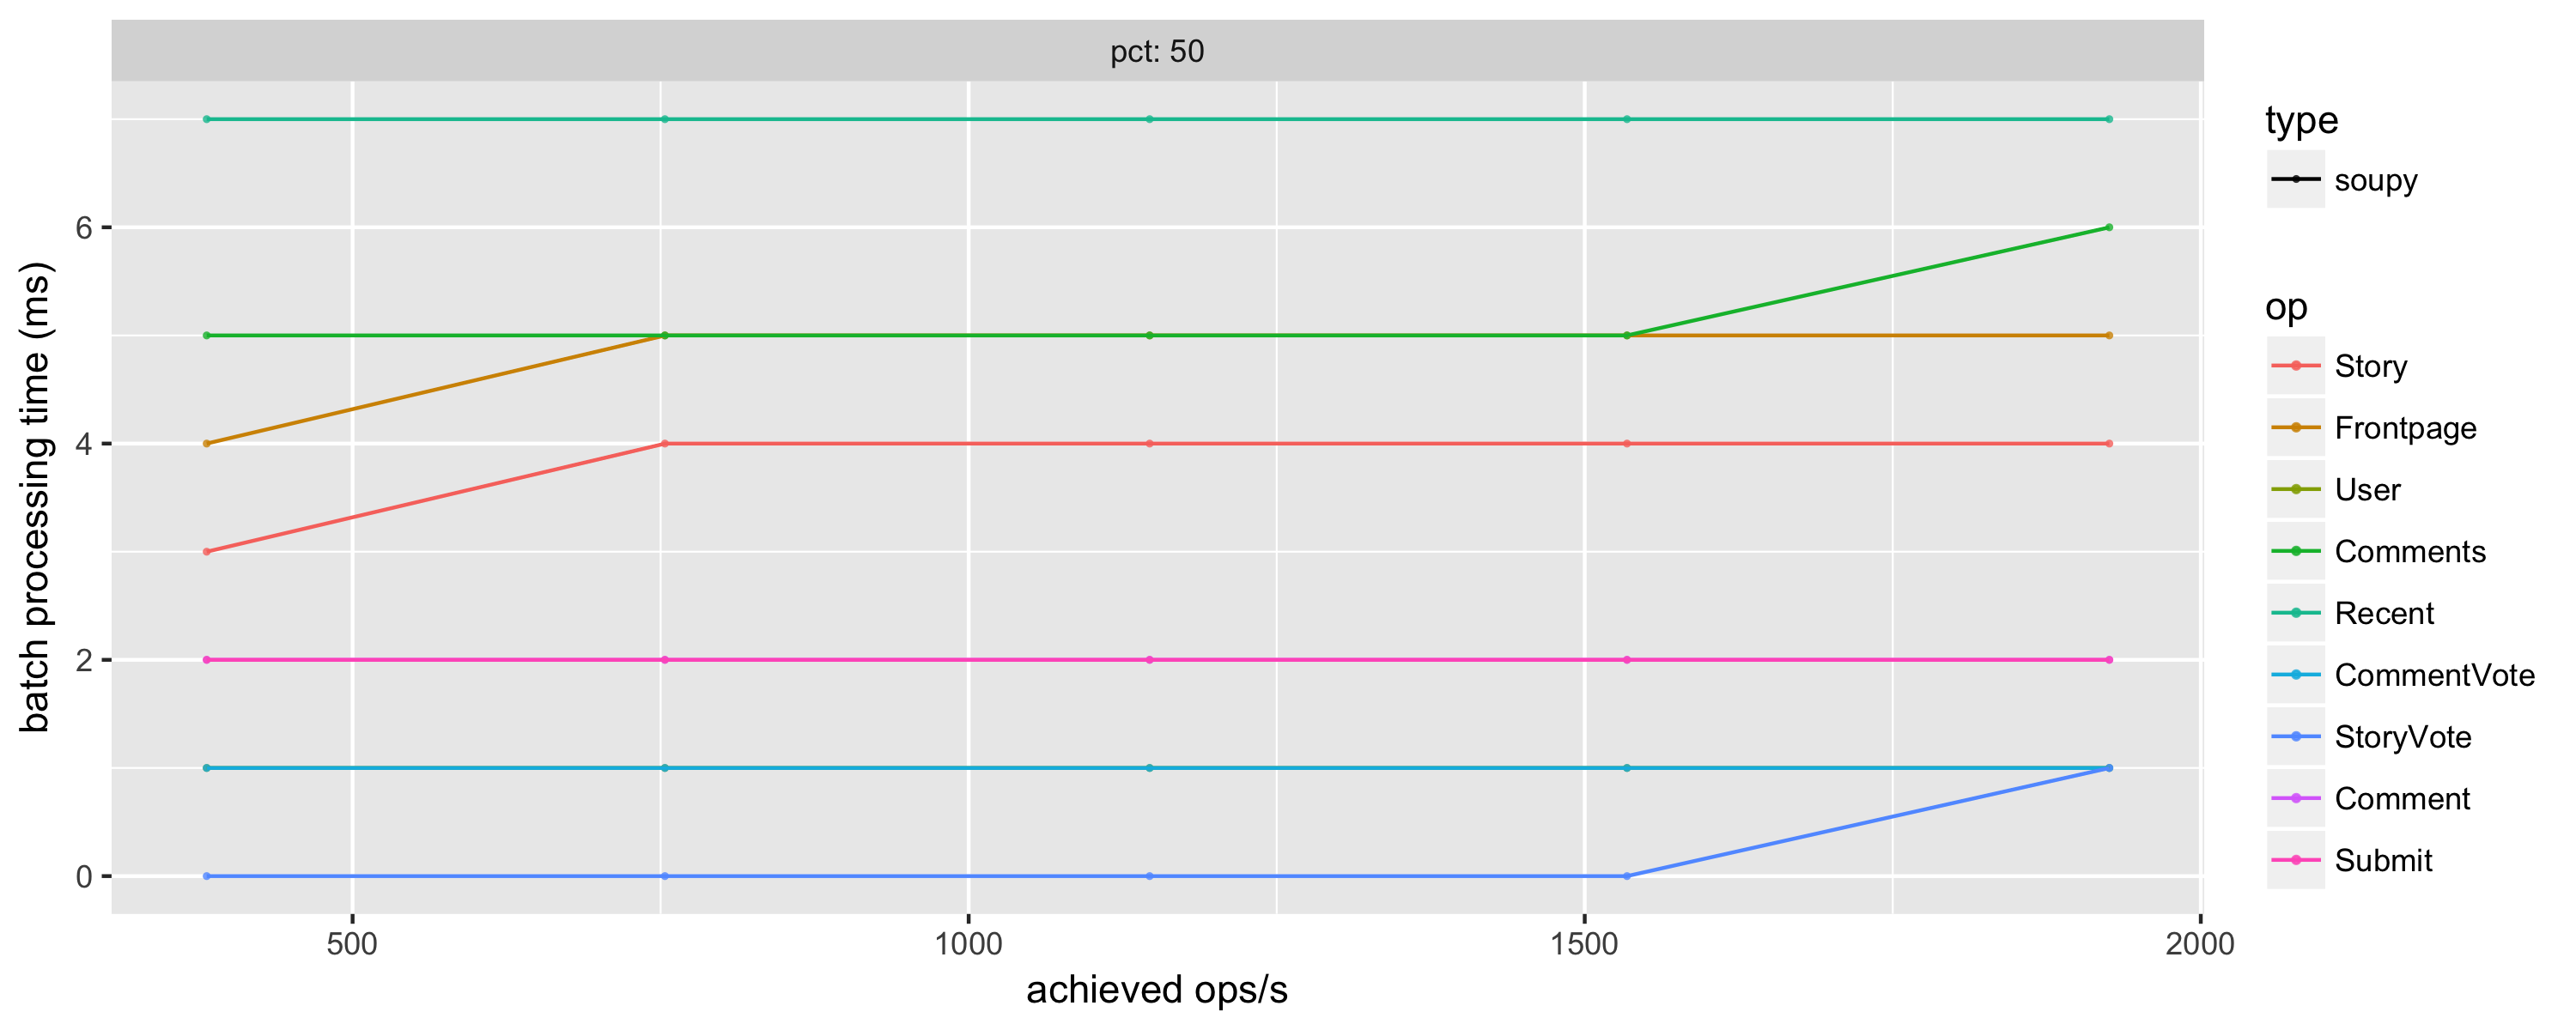 pct: 50
batch processing time (ms)
6
4
2
0
500
1000
1500
2000
achieved ops/s
type
soupy
op
Story
Frontpage
User
Comments
Recent
CommentVote
StoryVote
Comment
Submit